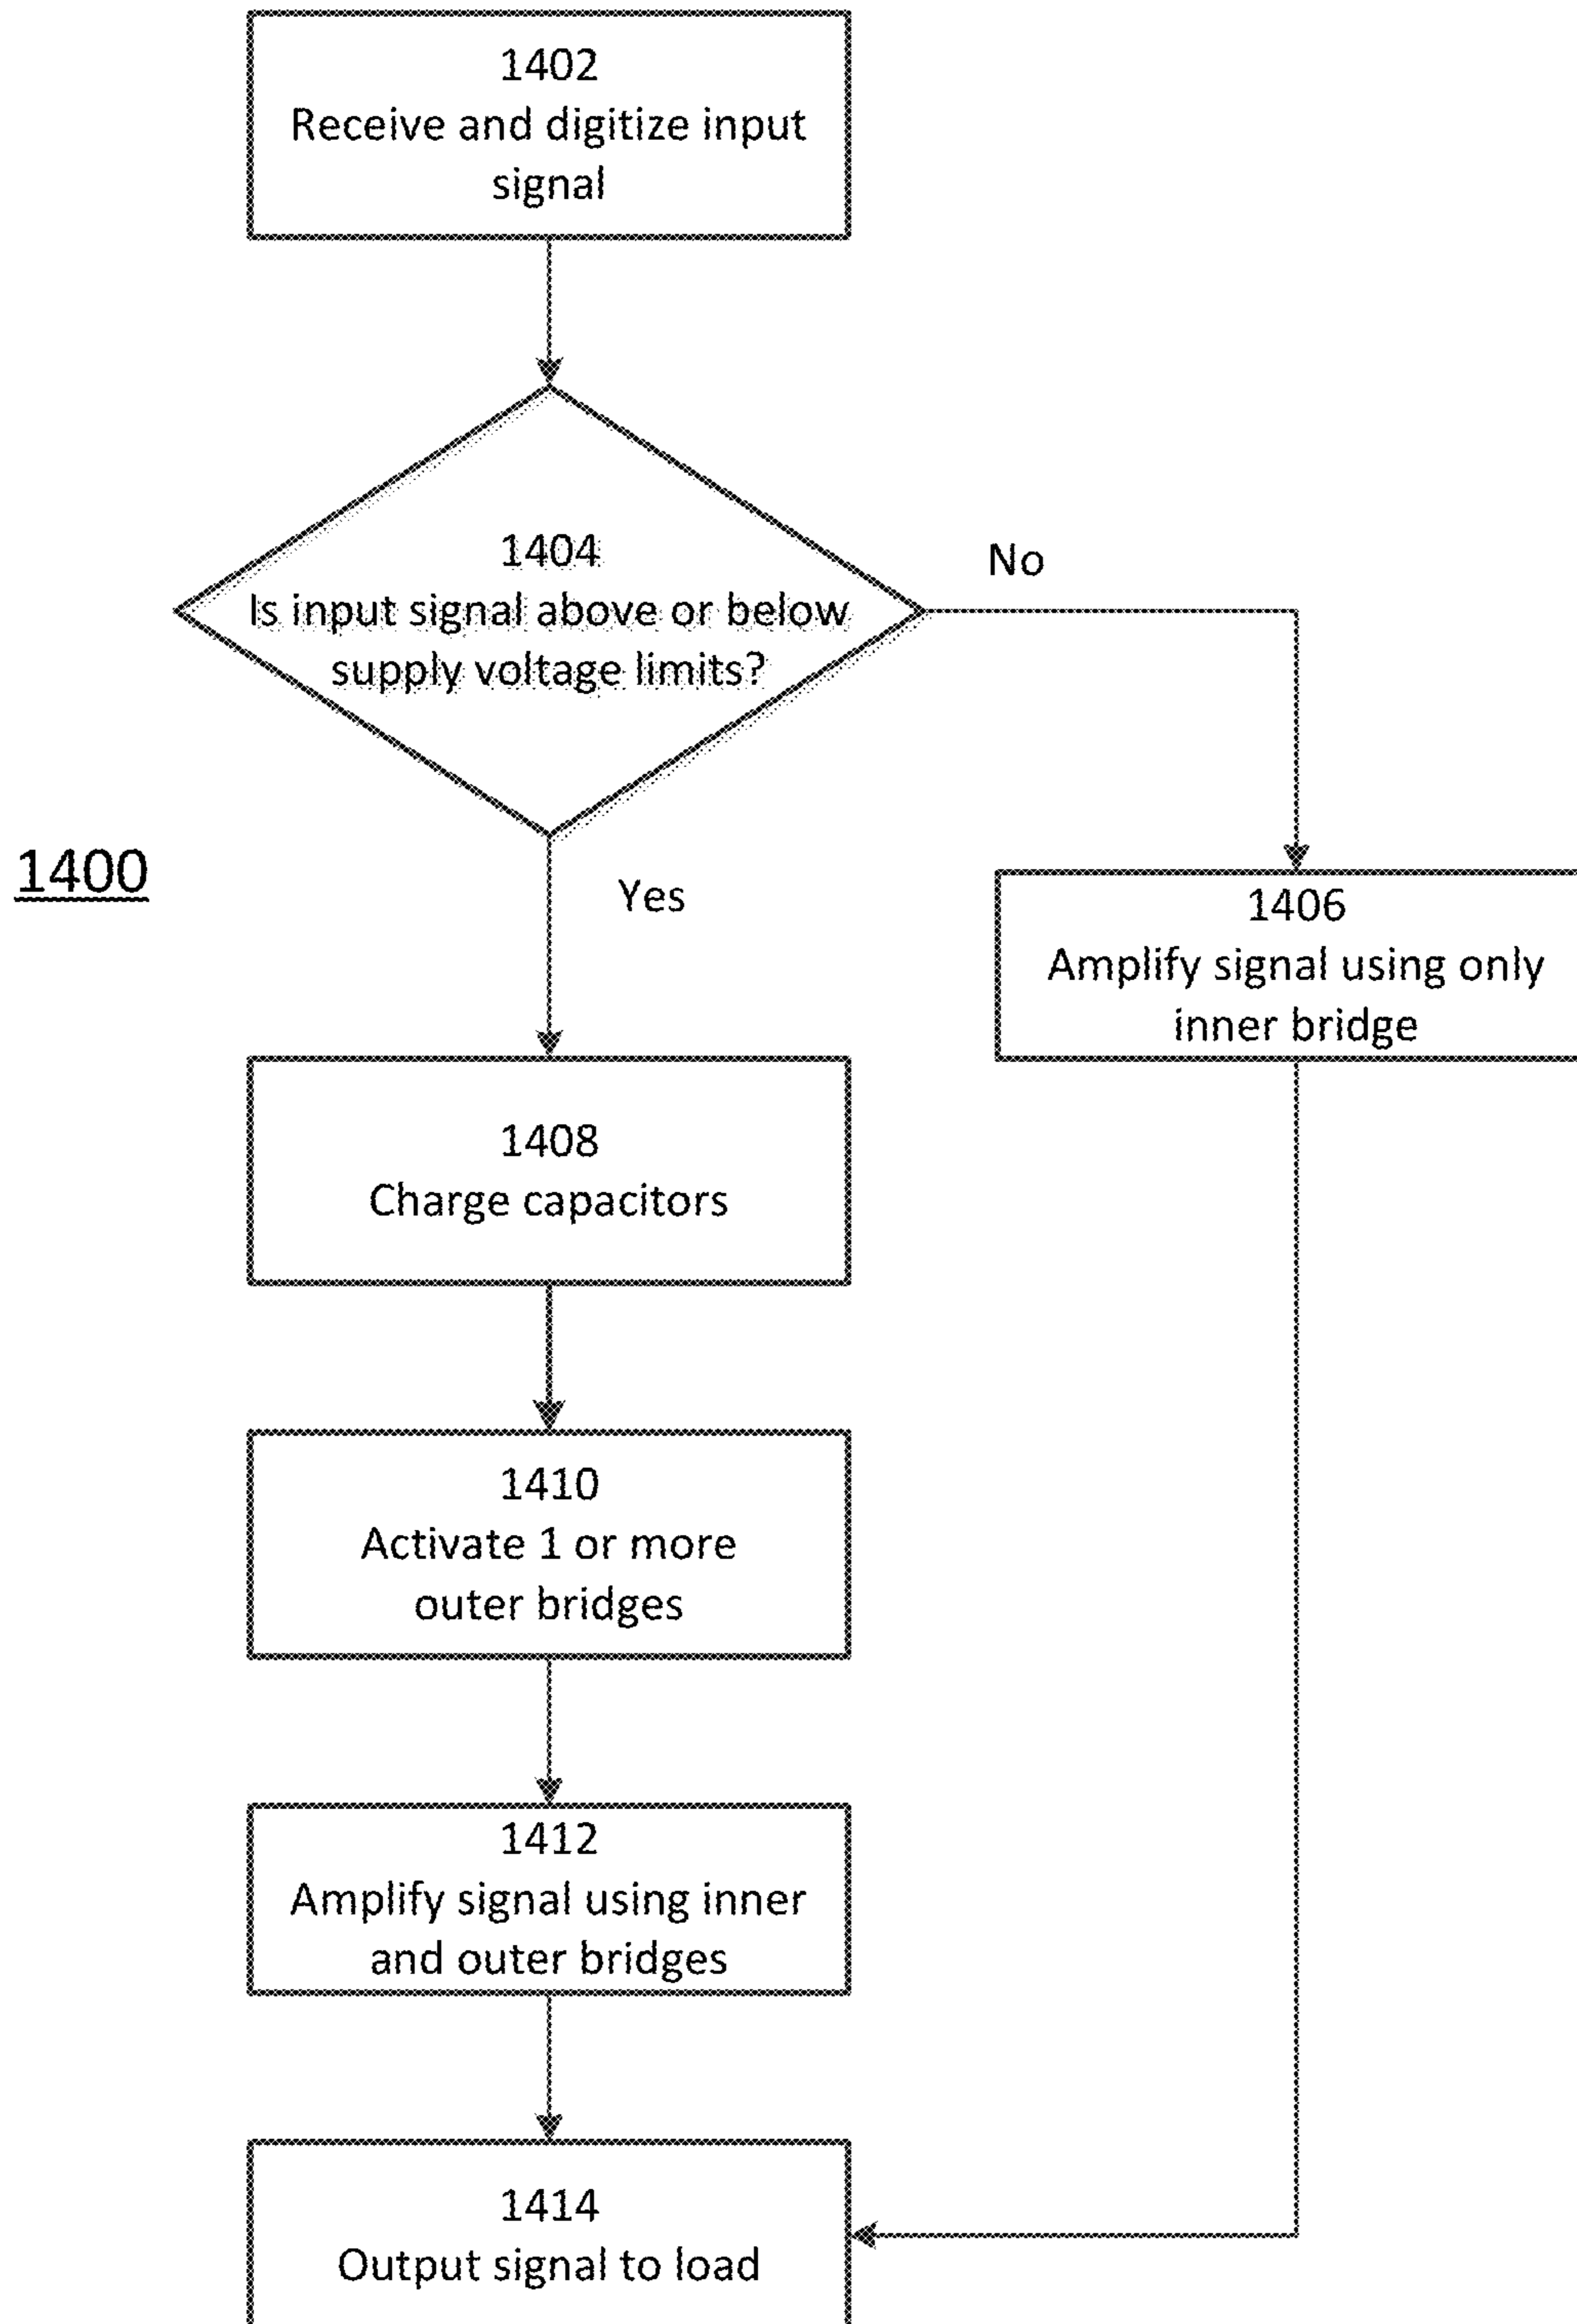 1402
Receive and digitize input
signal
1404
Is input signal above or below
supply voltage limits?
No
Yes
1400
1406
Amplify signal using only
inner bridge
1408
Charge capacitors
1410
Activate 1 or more
outer bridges
1412
Amplify signal using inner
and outer bridges
1414
Output signal to load